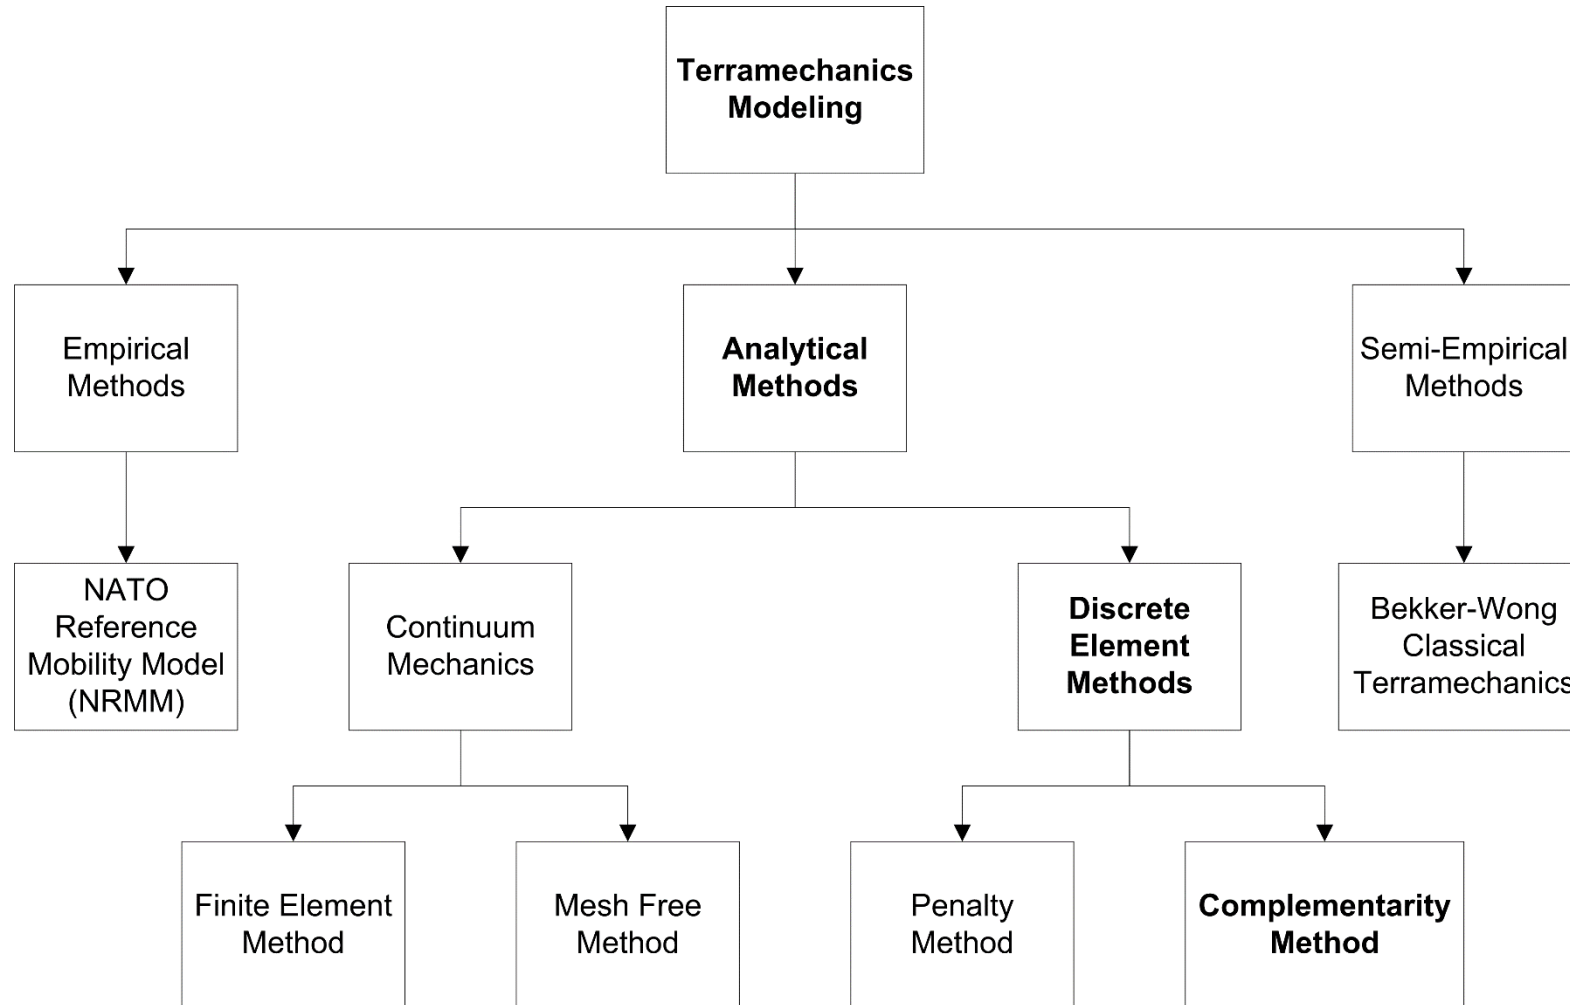 Terramechanics
Modeling
Empirical
Methods
Analytical
Methods
Semi-Empirical
Methods
NATO
Reference
Mobility Model
(NRMM)
Continuum
Mechanics
Discrete
Element
Methods
Bekker-Wong
Classical
Terramechanics
Finite Element
Method
Mesh Free
Method
Penalty
Method
Complementarity
Method